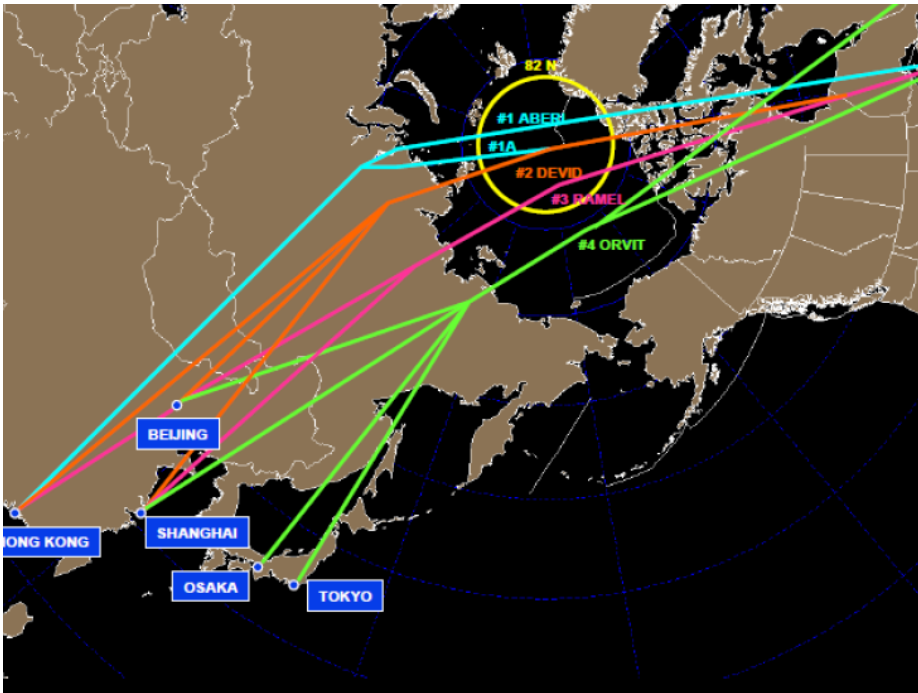 82 N
#1 ABERI
#1A
#2 DEVID
#3 RAMEL
#4 ORVIT
BEIJING
HONG KONG
SHANGHAI
OSAKA
TOKYO